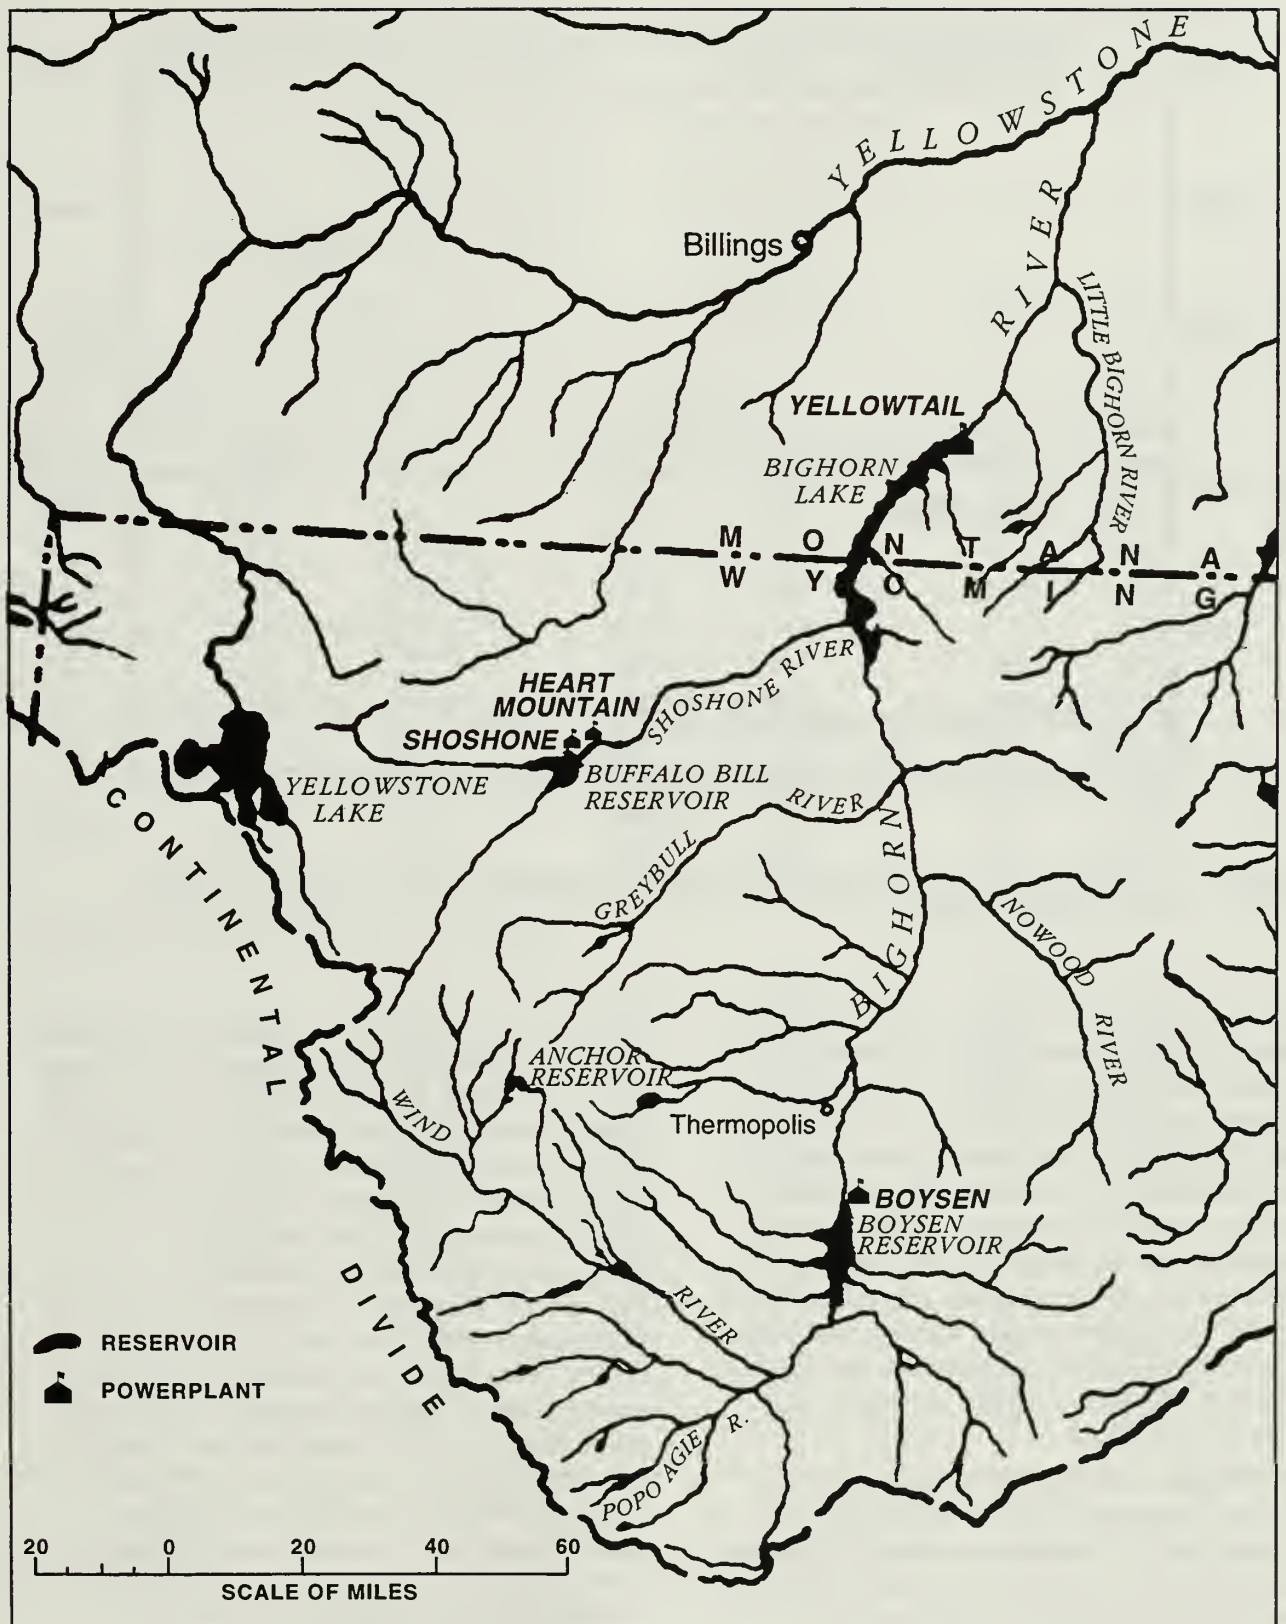 YELLOWSTONE
RIVER
Billings
LITTLE BIGHORN RIVER
YELLOWTAIL
BIGHORN
LAKE
MONTANA
WYOMING
SHOSHONE RIVER
HEART
MOUNTAIN
SHOSHONE
BUFFALO BILL
RESERVOIR
YELLOWSTONE
LAKE
CONTINENTAL
DIVIDE
GREYBULL
RIVER
BIGHORN
NOWOOD
RIVER
ANCHOR
RESERVOIR
WIND
RIVER
Thermopolis
BOYSEN
BOYSEN
RESERVOIR
POPO AGIE R.
RESERVOIR
POWERPLANT
20 0 20 40 60
SCALE OF MILES